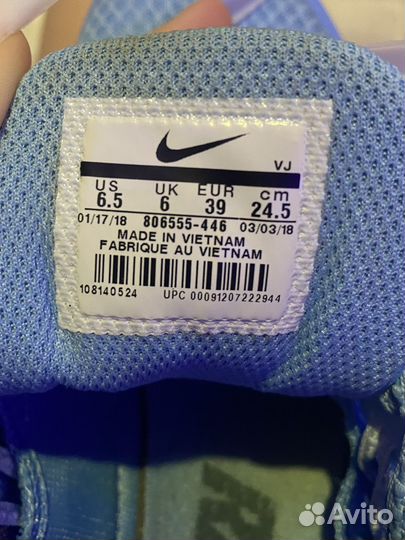 VJ
US UK EUR cm
6.5 6 39 24.5
01/17/18 806555-446 03/03/18
MADE IN VIETNAM
FABRIQUE AU VIETNAM
108140524 UPC 00091207222944
Avito